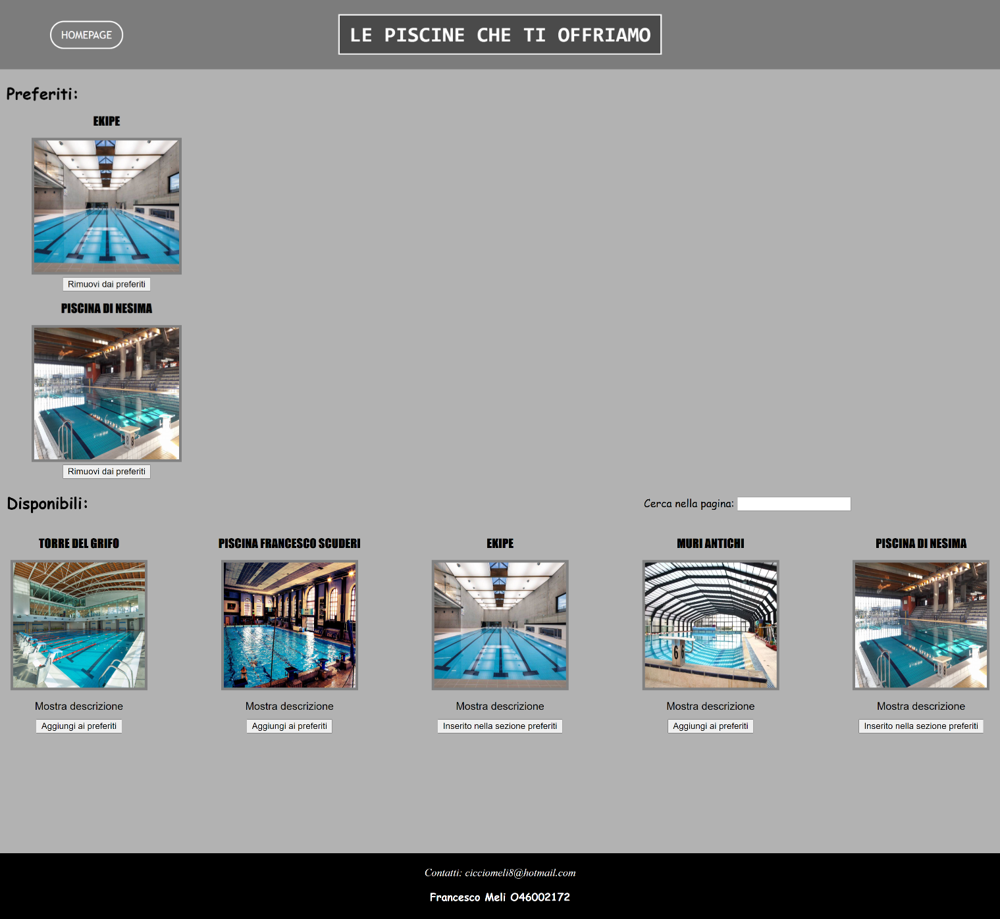 HOMEPAGE
LE PISCINE CHE TI OFFRIAMO
Preferiti:
EKIPE
Rimuovi dai preferiti
PISCINA DI NESIMA
Rimuovi dai preferiti
Disponibili:
Cerca nella pagina:
TORRE DEL GRIFO
PISCINA FRANCESCO SCUDERI
EKIPE
MURI ANTICHI
PISCINA DI NESIMA
66
Mostra descrizione
Mostra descrizione
Mostra descrizione
Mostra descrizione
Mostra descrizione
Aggiungi ai preferiti
Aggiungi ai preferiti
Inserito nella sezione preferiti
Aggiungi ai preferiti
Inserito nella sezione preferiti
Contatti: cicciomeli8@hotmail.com
Francesco Meli O46002172